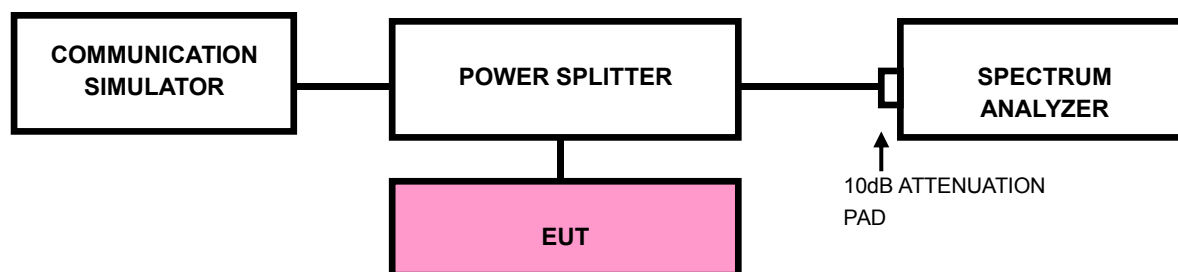 COMMUNICATION
SIMULATOR
POWER SPLITTER
SPECTRUM
ANALYZER
10dB ATTENUATION
PAD
EUT